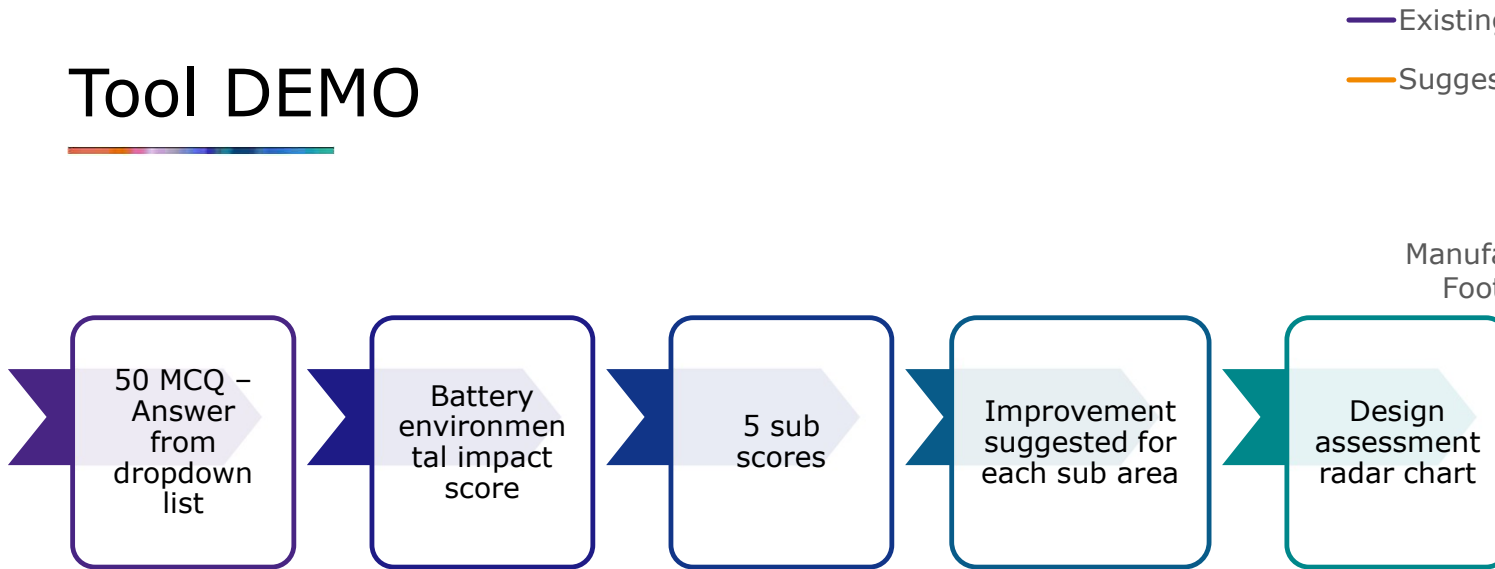 Tool DEMO
Existing
Sugges
Manufa
Foot
50 MCQ –
Answer
from
dropdown
list
Battery
environmen
tal impact
score
5 sub
scores
Improvement
suggested for
each sub area
Design
assessment
radar chart